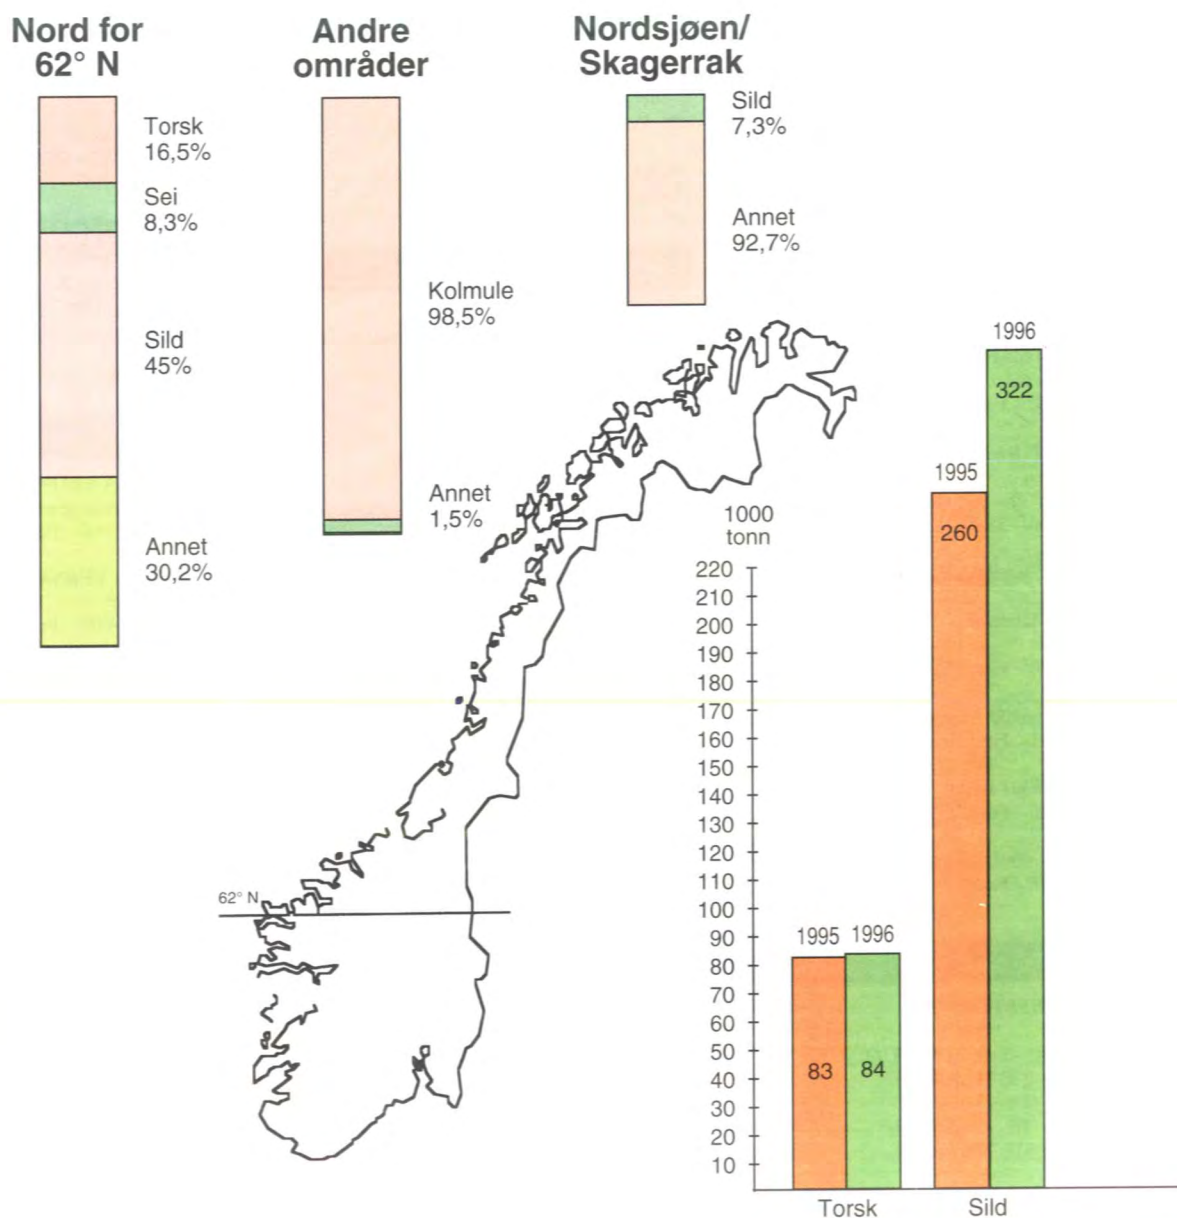 Nord for
62° N
Torsk
16,5%
Sei
8,3%
Sild
45%
Annet
30,2%
Andre
områder
Kolmule
98,5%
Annet
1,5%
Nordsjøen/
Skagerrak
Sild
7,3%
Annet
92,7%
62° N
1000
tonn
220
210
200
190
180
170
160
150
140
130
120
110
100
90
80
70
60
50
40
30
20
10
1995
1996
83
84
Torsk
1995
1996
260
322
Sild